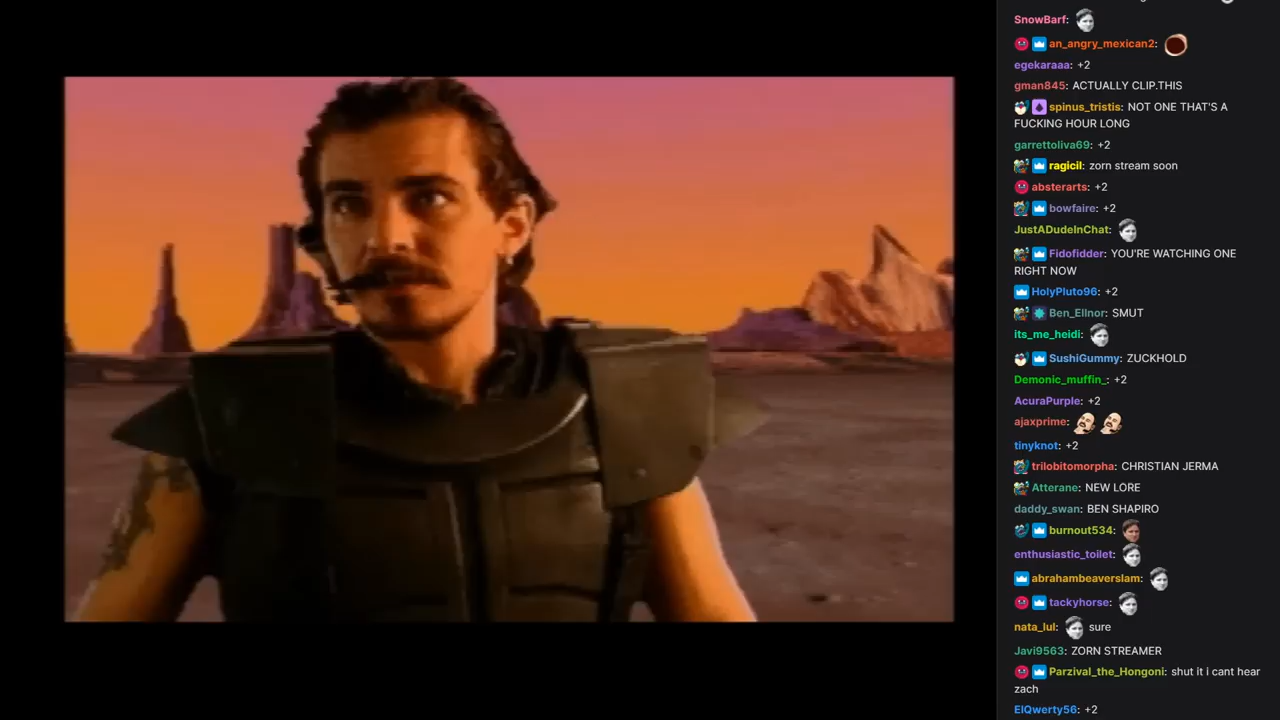 SnowBarf:
an_angry_mexican2:
egekaraaa: +2
gman845: ACTUALLY CLIP.THIS
spinus_tristis: NOT ONE THAT'S A
FUCKING HOUR LONG
garrettoliva69: +2
ragicil: zorn stream soon
absterarts: +2
bowfaire: +2
JustADudeInChat:
Fidofidder: YOU'RE WATCHING ONE
RIGHT NOW
HolyPluto96: +2
Ben_Ellnor: SMUT
its_me_heidi:
SushiGummy: ZUCKHOLD
Demonic_muffin_: +2
AcuraPurple: +2
ajaxprime:
tinyknot: +2
trilobitomorpha: CHRISTIAN JERMA
Atterane: NEW LORE
daddy_swan: BEN SHAPIRO
burnout534:
enthusiastic_toilet:
abrahambeaverslam:
tackyhorse:
nata_lul: sure
Javi9563: ZORN STREAMER
Parzival_the_Hongoni: shut it i cant hear
zach
ElQwerty56: +2